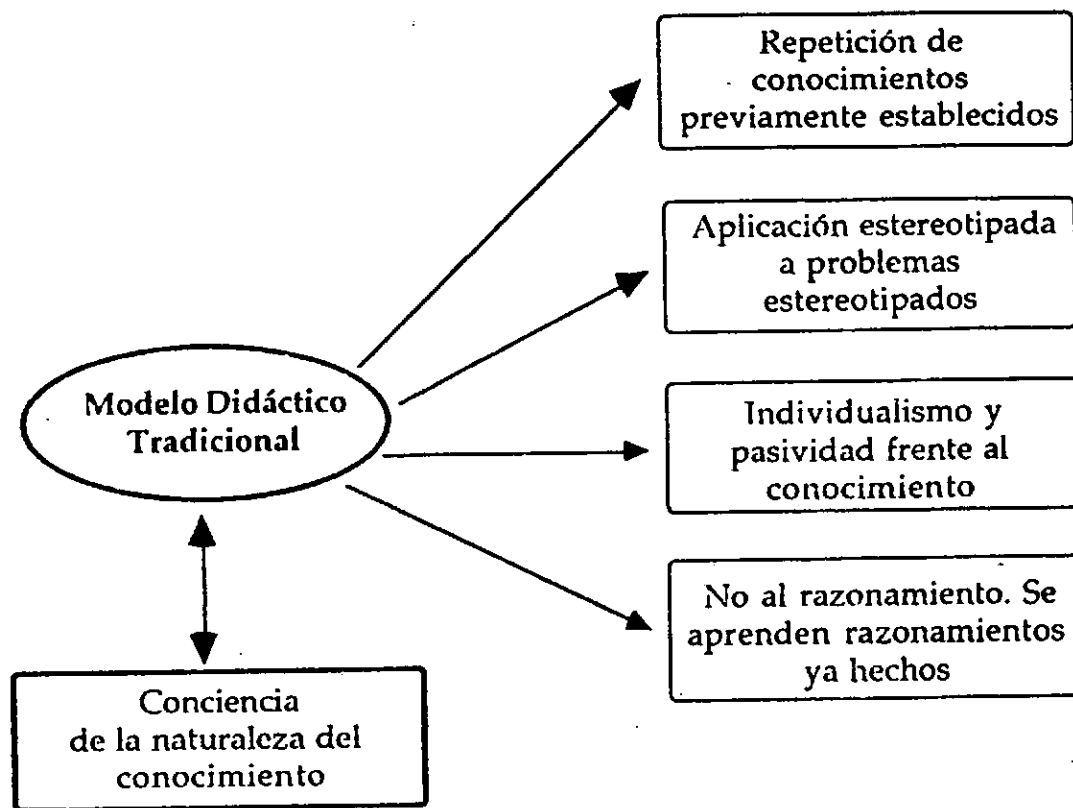 Repetición de
conocimientos
previamente establecidos
Aplicación estereotipada
a problemas
estereotipados
Modelo Didáctico
Tradicional
Individualismo y
pasividad frente al
conocimiento
No al razonamiento. Se
aprenden razonamientos
ya hechos
Conciencia
de la naturaleza del
conocimiento